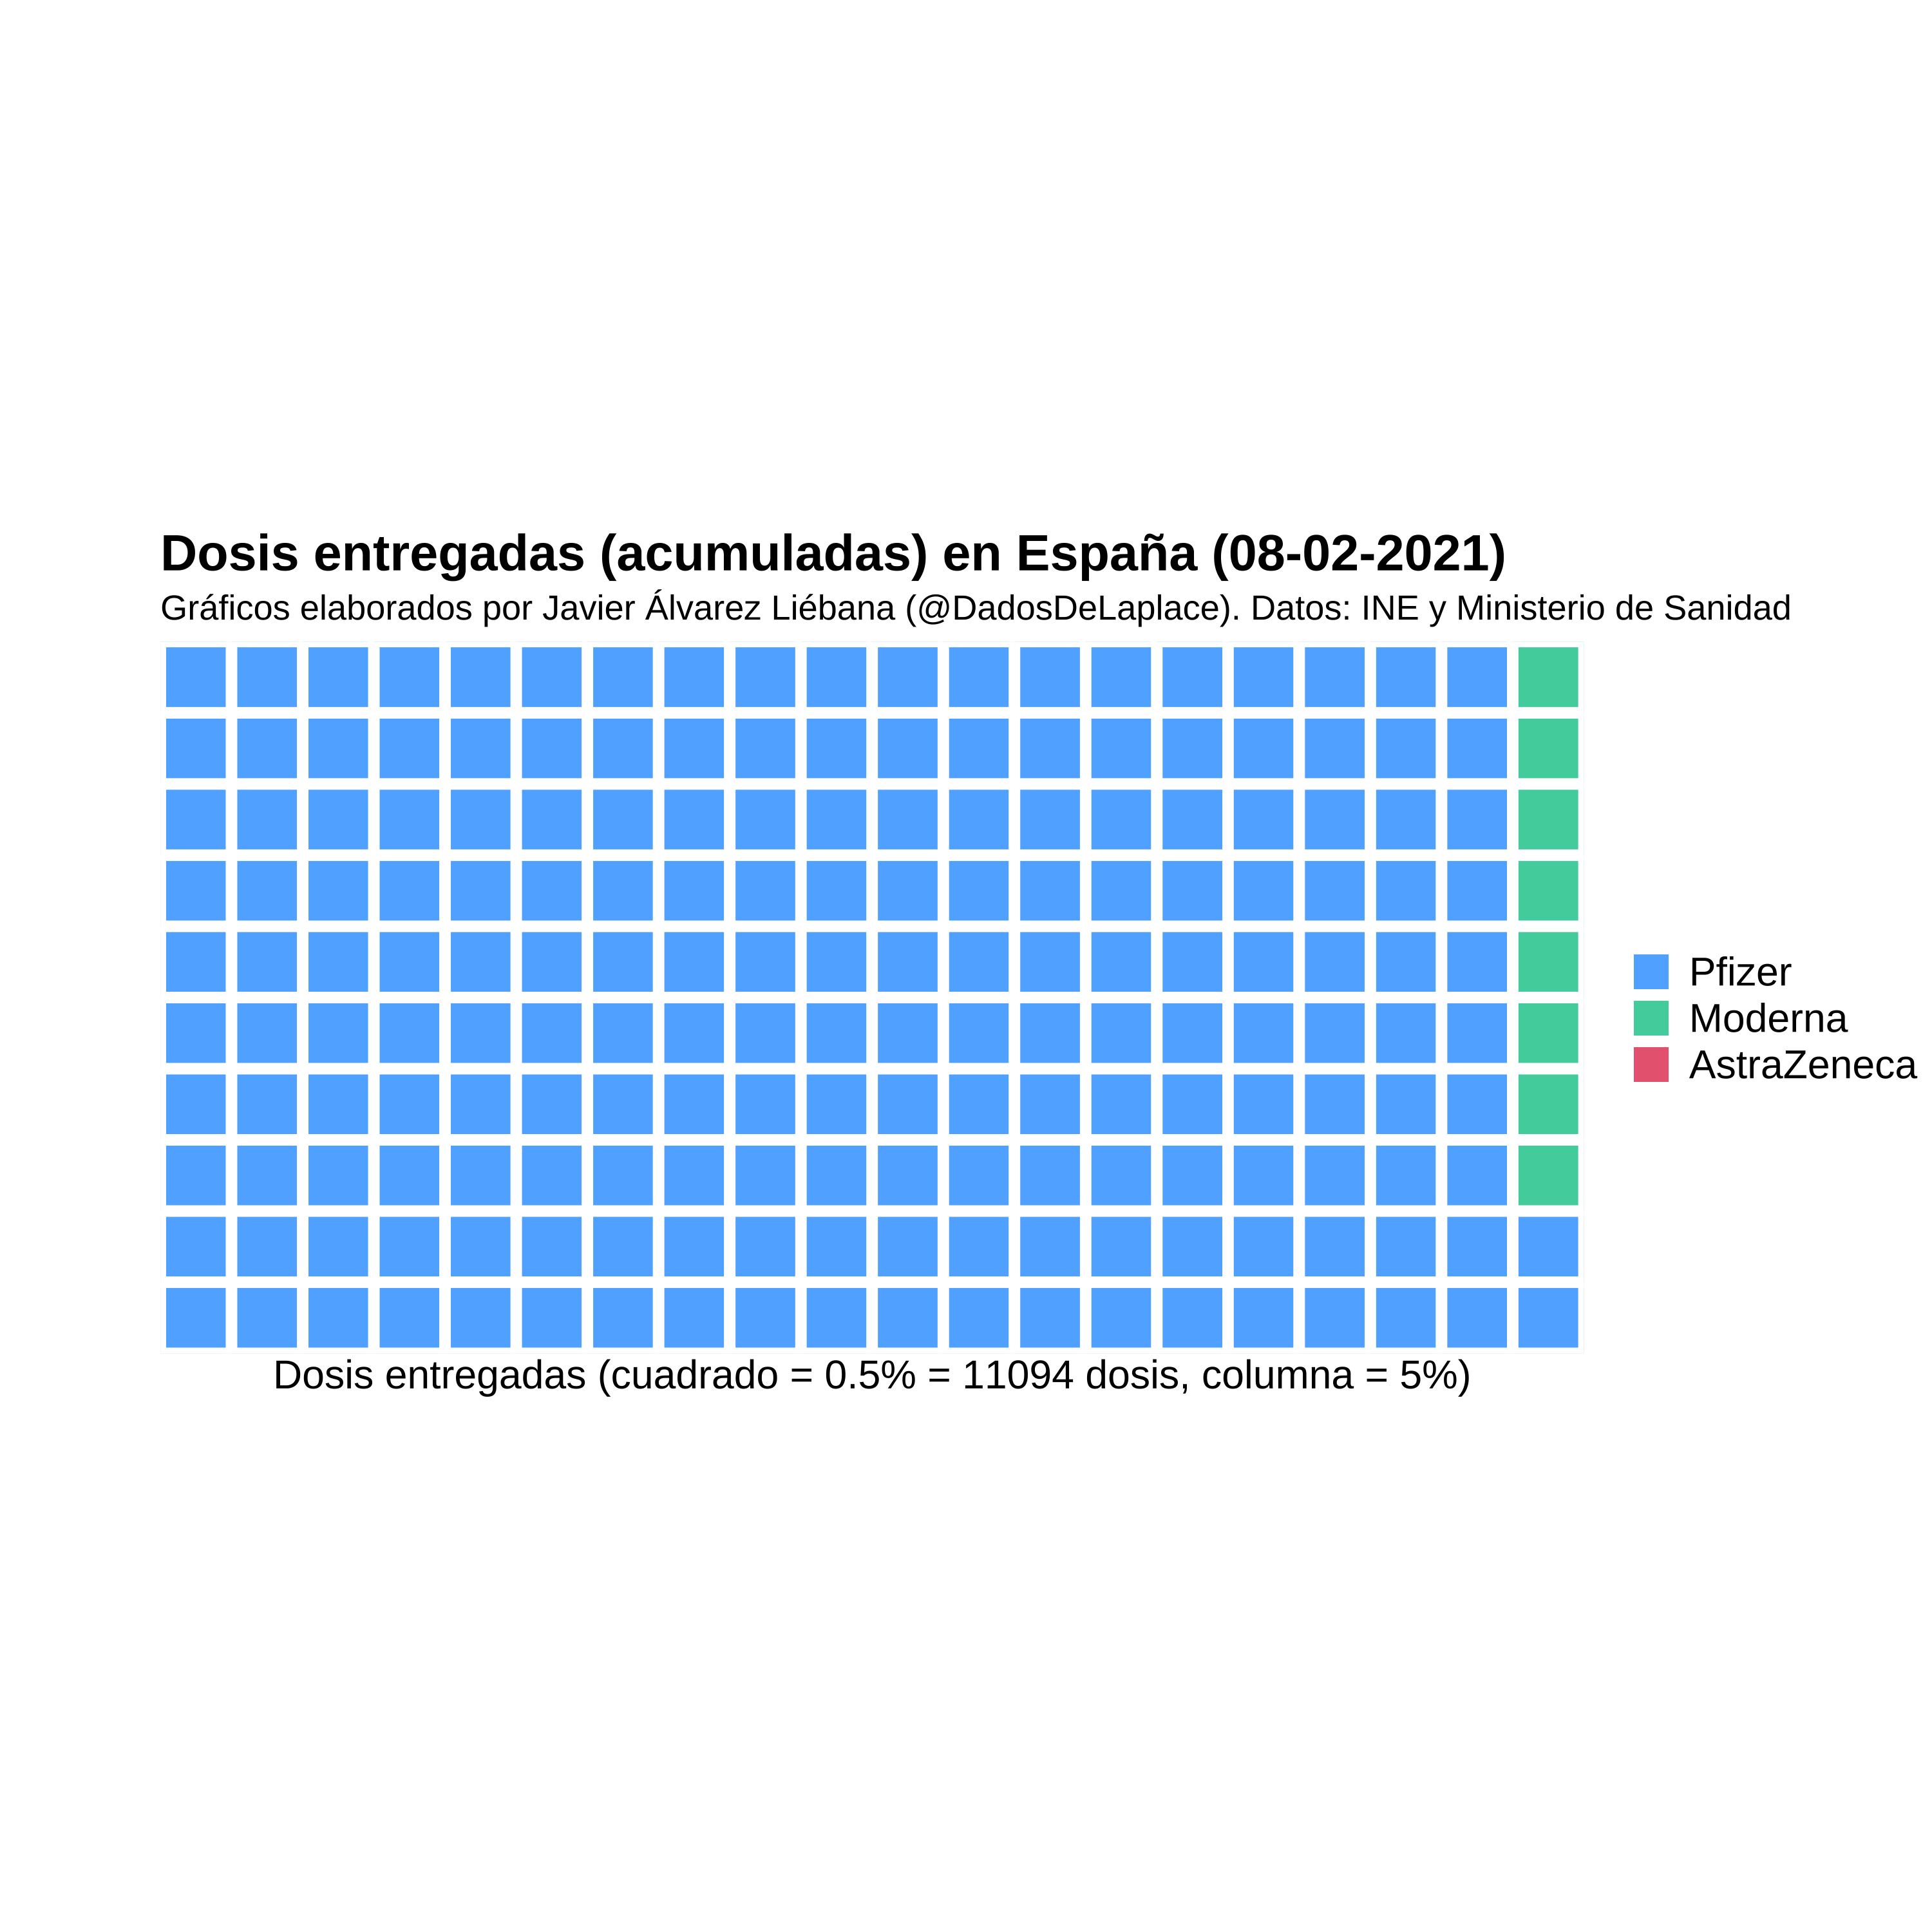 Dosis entregadas (acumuladas) en España (08-02-2021)
Gráficos elaborados por Javier Álvarez Liébana (@DadosDeLaplace). Datos: INE y Ministerio de Sanidad
Pfizer
Moderna
AstraZeneca
Dosis entregadas (cuadrado = 0.5% = 11094 dosis, columna = 5%)